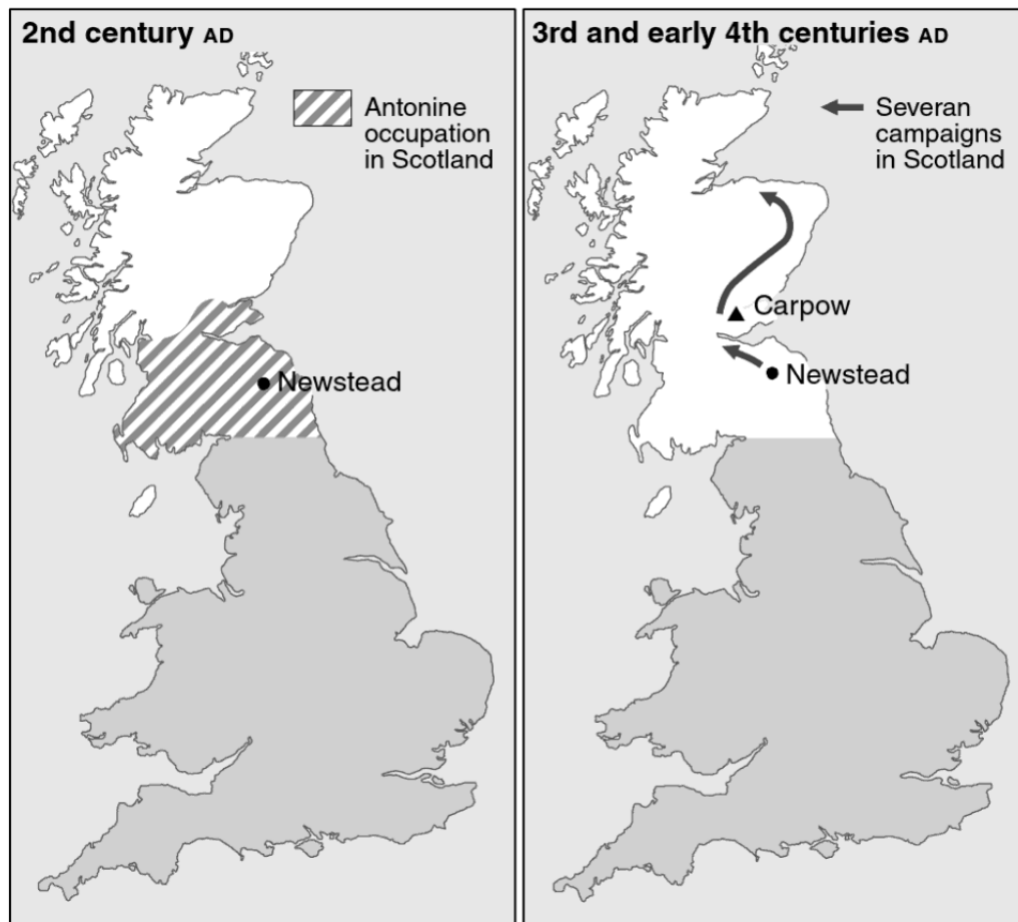 2nd century AD
Antonine
occupation
in Scotland
Newstead
3rd and early 4th centuries AD
Severan
campaigns
in Scotland
Carpow
Newstead